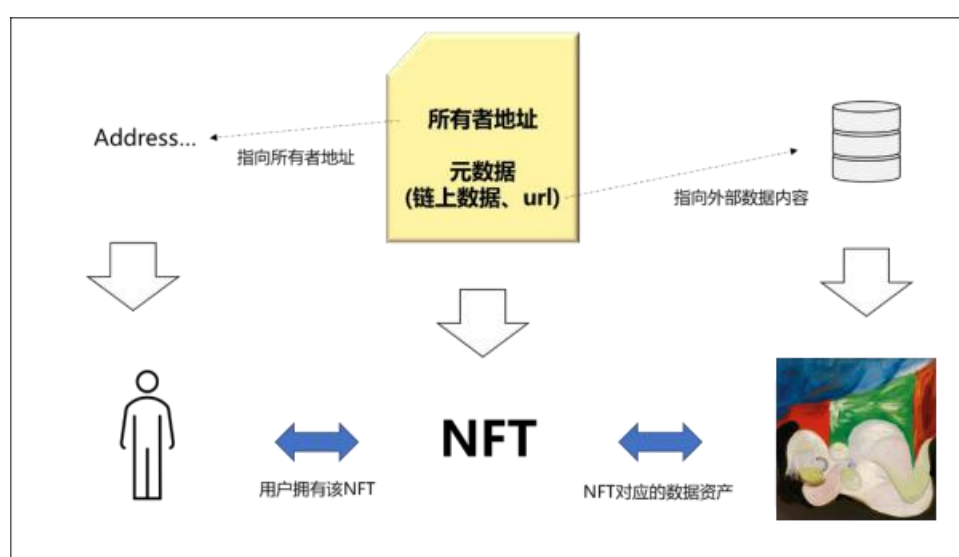 所有者地址
Address...
指向所有者地址
元数据
(链上数据、url)
指向外部数据内容
NFT
用户拥有该NFT
NFT对应的数据资产